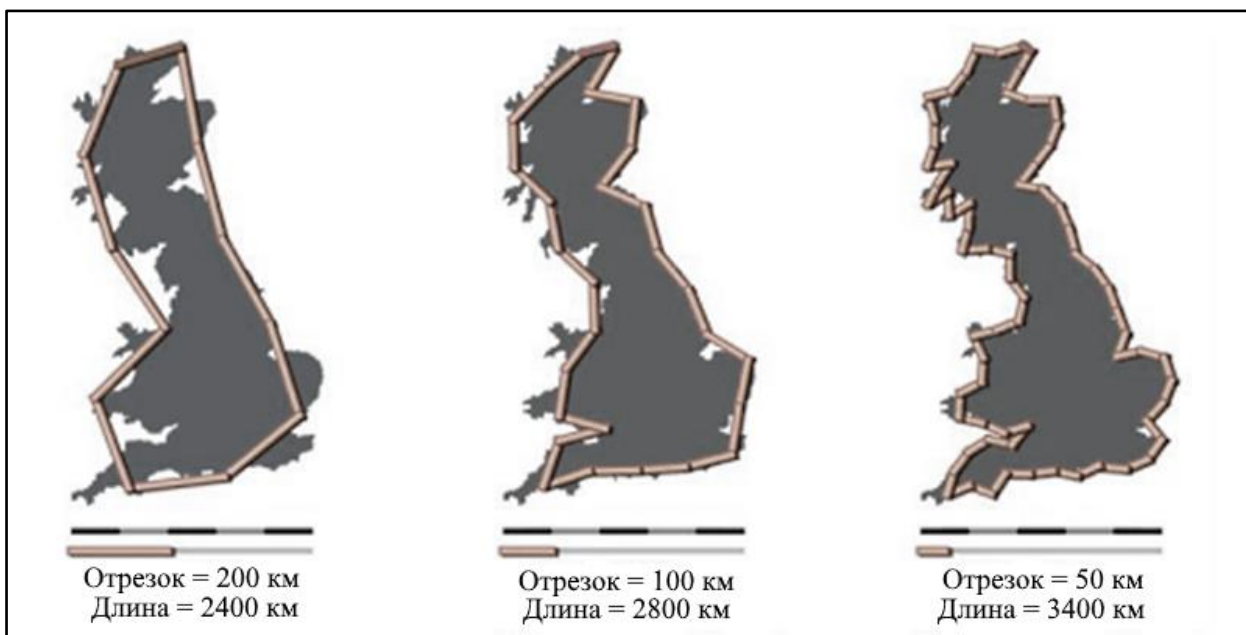 Отрезок = 200 км
Длина = 2400 км
Отрезок = 100 км
Длина = 2800 км
Отрезок = 50 км
Длина = 3400 км